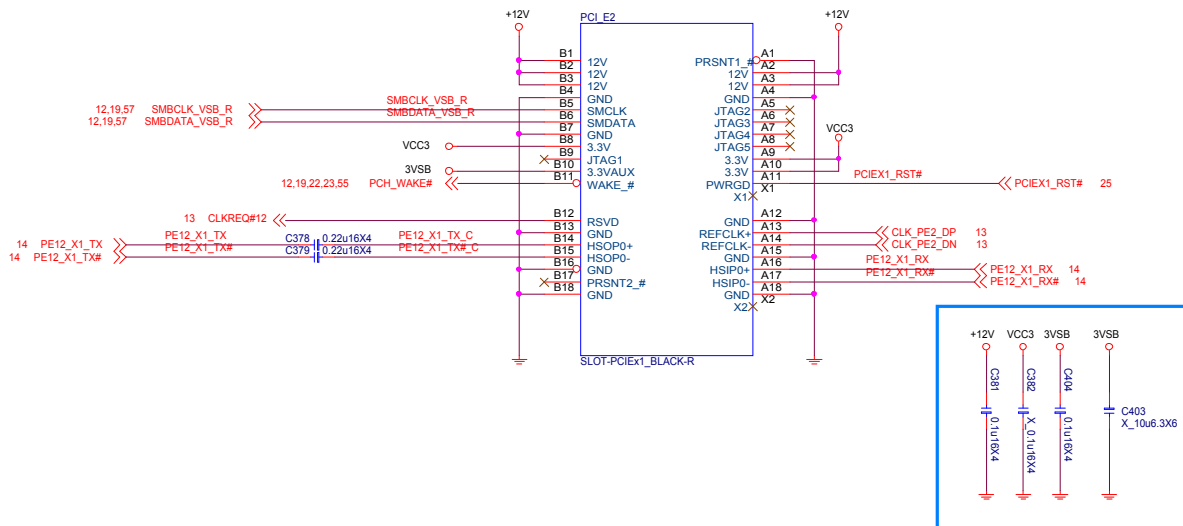 +12V
PCI_E2
+12V
B1 12V
B2 12V
B3 12V
B4 GND
B5 SMCLK
B6 SMDATA
B7 GND
B8 3.3V
B9 JTAG1
B10 3.3VAUX
B11 WAKE_#
B12 RSVD
B13 GND
B14 HSOP0+
B15 HSOP0-
B16 GND
B17 PRSNT2_#
B18 GND
PRSNT1_# A1
12V A2
12V A3
GND A4
JTAG2 A5
JTAG3 A6
JTAG4 A7
JTAG5 A8
3.3V A9
3.3V A10
PWRGD A11
X1 X1
GND A12
REFCLK+ A13
REFCLK- A14
GND A15
HSIP0+ A16
HSIP0- A17
GND A18
X2 X2
SLOT-PCIEx1_BLACK-R
12,19,57 SMBCLK_VSB_R
SMBCLK_VSB_R
12,19,57 SMBDATA_VSB_R
SMBDATA_VSB_R
VCC3
3VSB
12,19,22,23,55 PCH_WAKE#
13 CLKREQ#12
14 PE12_X1_TX
PE12_X1_TX
C378 0.22u16X4
PE12_X1_TX_C
14 PE12_X1_TX#
PE12_X1_TX#
C379 0.22u16X4
PE12_X1_TX#_C
VCC3
PCIEX1_RST#
PCIEX1_RST# 25
CLK_PE2_DP 13
CLK_PE2_DN 13
PE12_X1_RX
PE12_X1_RX 14
PE12_X1_RX#
PE12_X1_RX# 14
+12V
VCC3
3VSB
3VSB
C381
0.1u16X4
C382
X_0.1u16X4
C404
0.1u16X4
C403
X_10u6.3X6